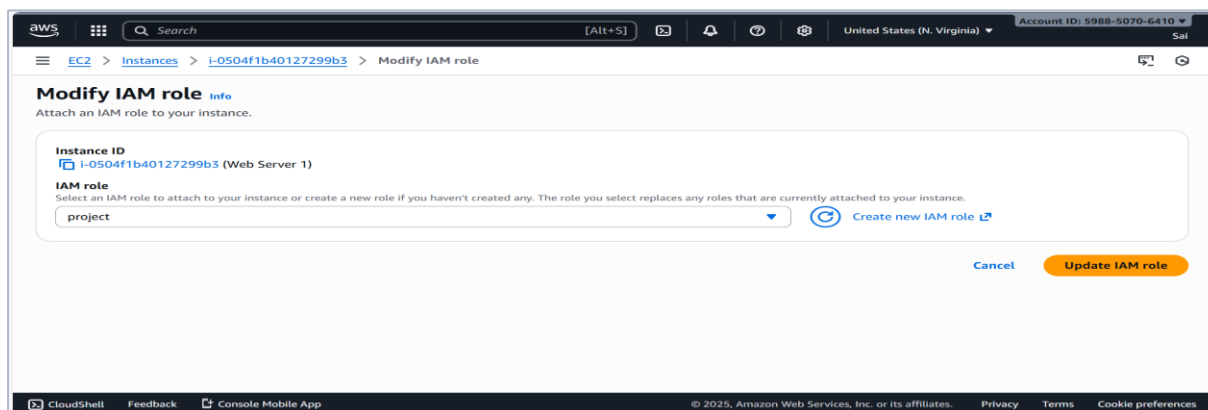 aws
Search
[Alt+S]
United States (N. Virginia)
Account ID: 5988-5070-6410
Sai
EC2 > Instances > i-0504f1b40127299b3 > Modify IAM role
Modify IAM role Info
Attach an IAM role to your instance.
Instance ID
i-0504f1b40127299b3 (Web Server 1)
IAM role
Select an IAM role to attach to your instance or create a new role if you haven't created any. The role you select replaces any roles that are currently attached to your instance.
project
Create new IAM role
Cancel
Update IAM role
CloudShell Feedback Console Mobile App © 2025, Amazon Web Services, Inc. or its affiliates. Privacy Terms Cookie preferences